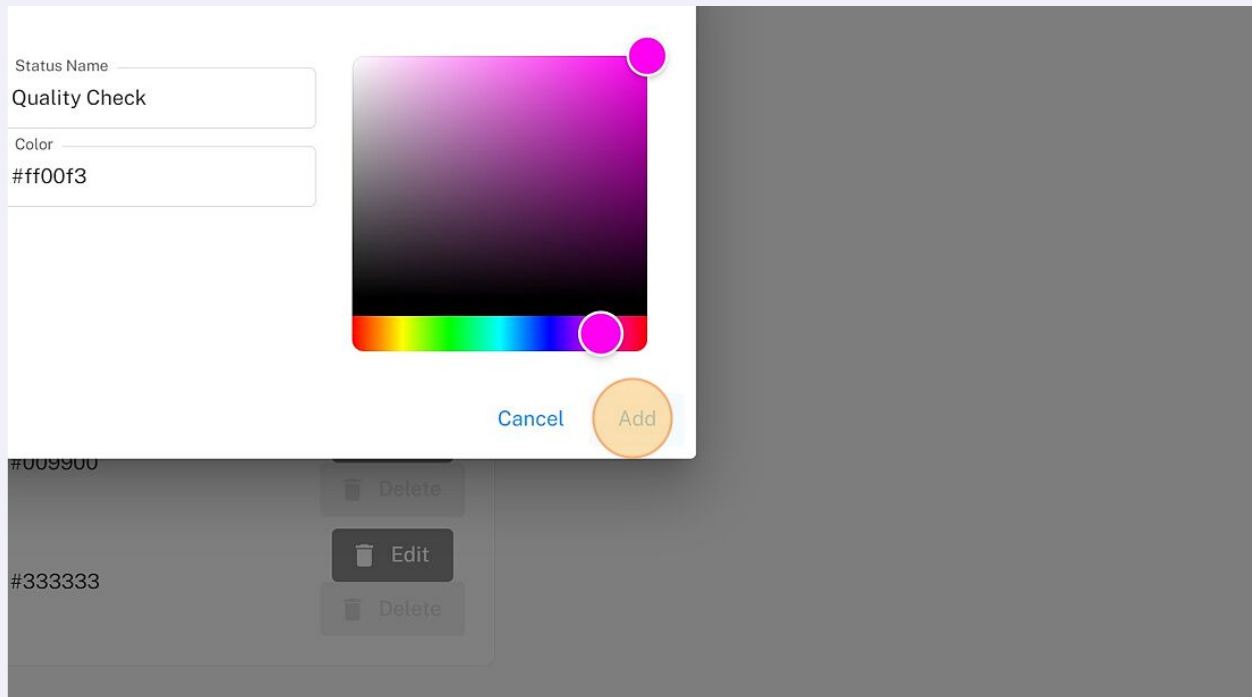 Status Name
Quality Check
Color
#ff00f3
Cancel Add
#009900
Delete
Edit
#333333
Delete